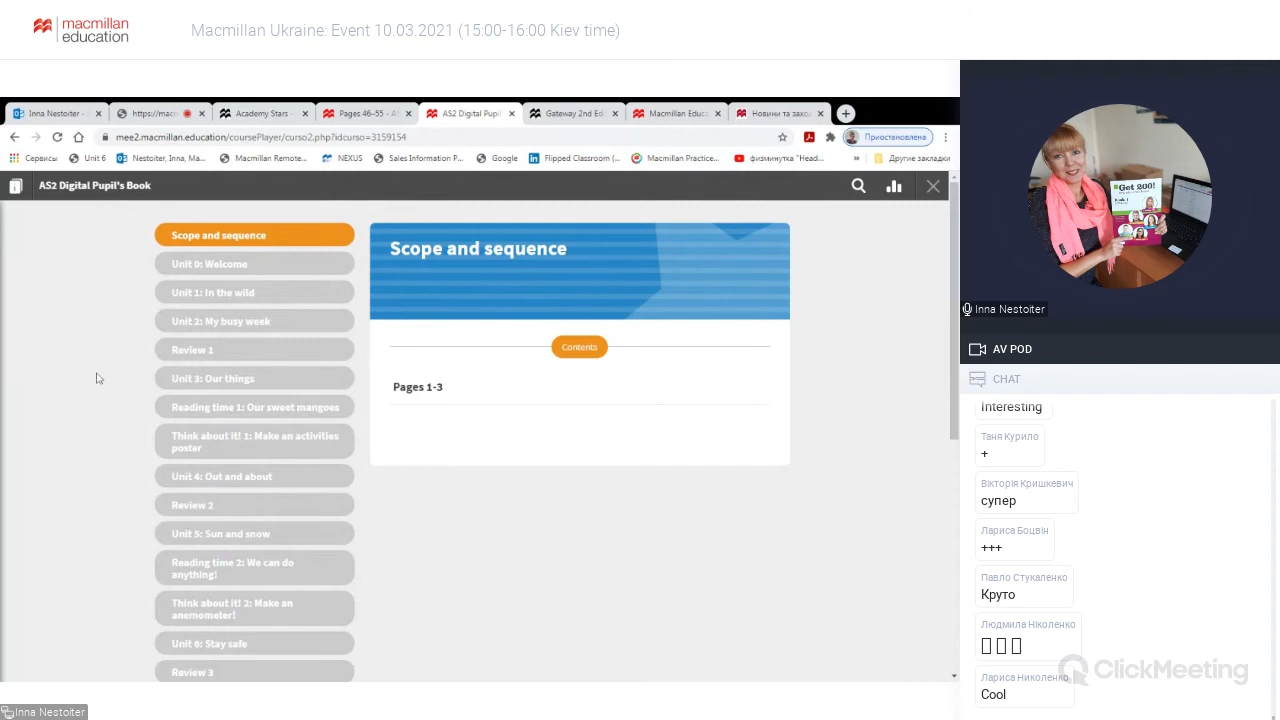 macmillan
education
Macmillan Ukraine: Event 10.03.2021 (15:00-16:00 Kiev time)
Inna Nestoiter -
https://macm
Academy Stars -
Pages 46–55 - AS
AS2 Digital Pupil'
Gateway 2nd Edi
Macmillan Educa
Новини та заход
mee2.macmillan.education/coursePlayer/curso2.php?idcurso=3159154
Приостановлена
Сервисы
Unit 6
Nestoiter, Inna, Ma...
Macmillan Remote...
NEXUS
Sales Information P...
Google
Flipped Classroom (...
Macmillan Practice...
физминутка "Head...
»
Другие закладки
AS2 Digital Pupil's Book
Scope and sequence
Unit 0: Welcome
Unit 1: In the wild
Unit 2: My busy week
Review 1
Unit 3: Our things
Reading time 1: Our sweet mangoes
Think about it! 1: Make an activities
poster
Unit 4: Out and about
Review 2
Unit 5: Sun and snow
Reading time 2: We can do
anything!
Think about it! 2: Make an
anemometer!
Unit 6: Stay safe
Review 3
Scope and sequence
Contents
Pages 1-3
Get 200!
Inna Nestoiter
AV POD
CHAT
Interesting
Таня Курило
+
Вікторія Кришкевич
супер
Лариса Боцвін
+++
Павло Стукаленко
Круто
Людмила Ніколенко
Лариса Николенко
Cool
ClickMeeting
Inna Nestoiter